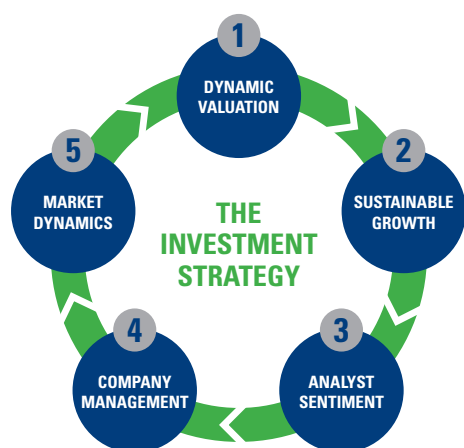 1
DYNAMIC
VALUATION
2
SUSTAINABLE
GROWTH
3
ANALYST
SENTIMENT
4
COMPANY
MANAGEMENT
5
MARKET
DYNAMICS
THE
INVESTMENT
STRATEGY